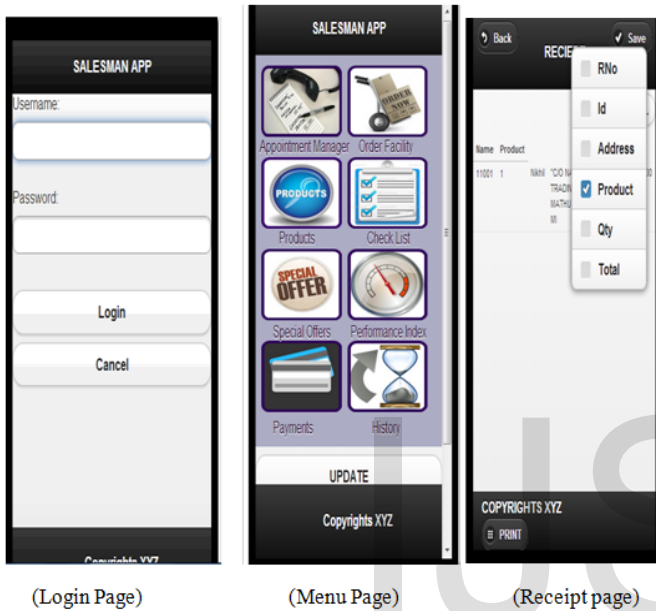 SALESMAN APP
Username:
Password:
Login
Cancel
(Login Page)
SALESMAN APP
ORDER NOW
Appointment Manager Order Facility
PRODUCTS
Products Check List
SPECIAL
OFFER
Special Offers Performance Index
Payments History
UPDATE
Copyrights XYZ
(Menu Page)
Back Save
RNo
Id
Address
Product
Qty
Total
Name Product
11001 1 Nikhil
COPYRIGHTS XYZ
PRINT
(Receipt page)